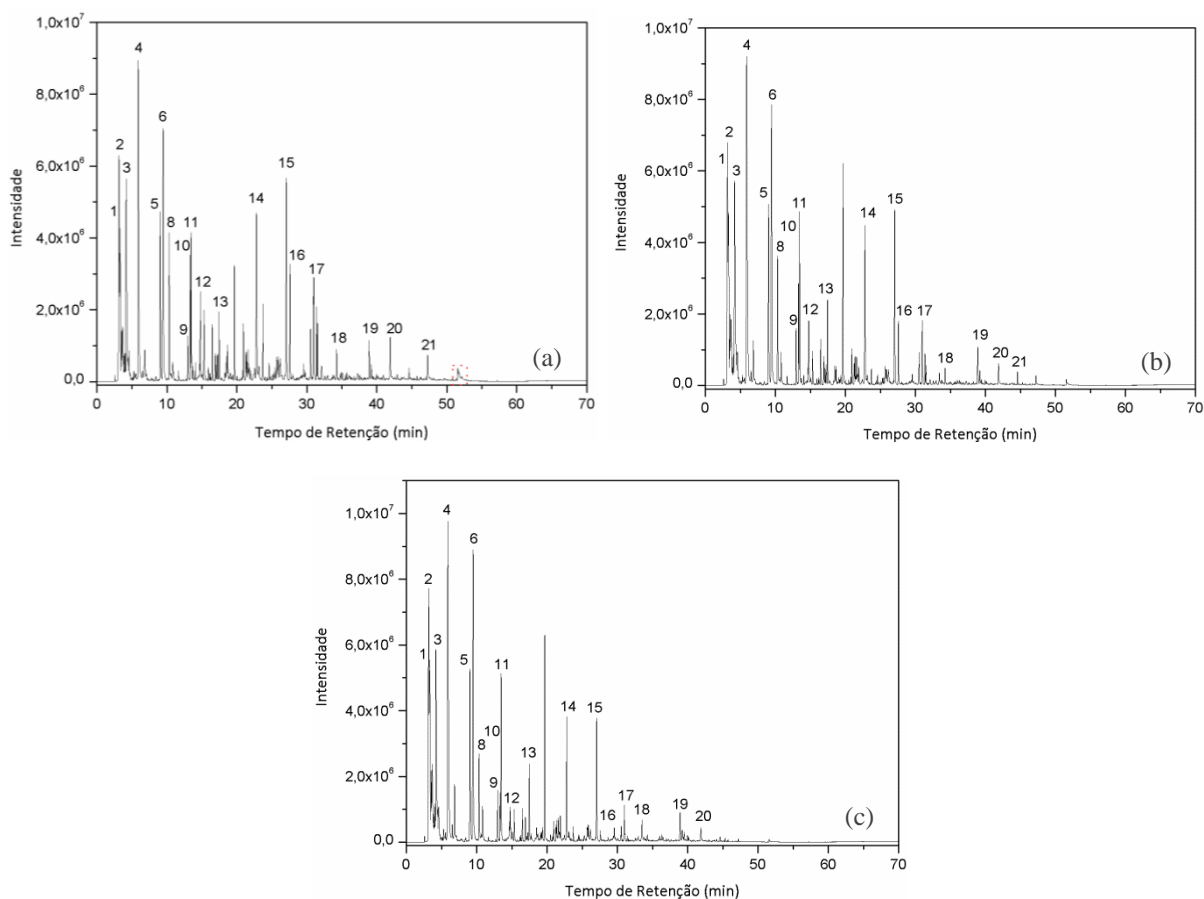 1,0x10⁷
8,0x10⁶
6,0x10⁶
4,0x10⁶
2,0x10⁶
0,0
Intensidade
0 10 20 30 40 50 60 70
Tempo de Retenção (min)
1 2 3 4 5 6 8 9 10 11 12 13 14 15 16 17 18 19 20 21
(a)
1,0x10⁷
8,0x10⁶
6,0x10⁶
4,0x10⁶
2,0x10⁶
0,0
Intensidade
0 10 20 30 40 50 60 70
Tempo de Retenção (min)
1 2 3 4 5 6 8 9 10 11 12 13 14 15 16 17 18 19 20 21
(b)
1,0x10⁷
8,0x10⁶
6,0x10⁶
4,0x10⁶
2,0x10⁶
0,0
Intensidade
0 10 20 30 40 50 60 70
Tempo de Retenção (min)
1 2 3 4 5 6 8 9 10 11 12 13 14 15 16 17 18 19 20
(c)